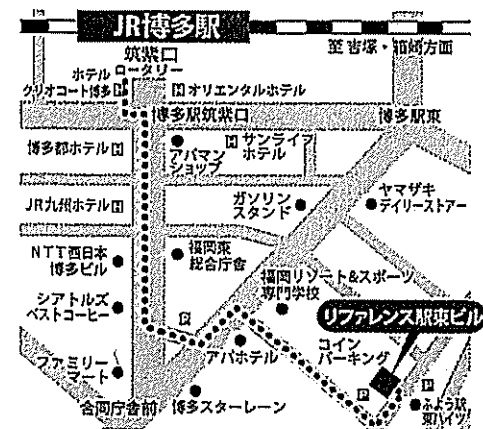 JR博多駅
筑紫口
ロータリー
至 吉塚・箱崎方面
ホテル
クリオコート博多 H
H オリエンタルホテル
博多駅筑紫口
博多駅東
博多都ホテル H
アパマン
ショップ
H サンライフ
ホテル
JR九州ホテル H
ガソリン
スタンド
ヤマザキ
デイリーストアー
NTT西日本
博多ビル
福岡東
総合庁舎
福岡リゾート&スポーツ
専門学校
シアトルズ
ベストコーヒー
P
リファレンス駅東ビル
アパホテル
コイン
パーキング
ファミリー
マート
P
P
合同庁舎前
博多スターレーン
ふよう駅
東ハイツ